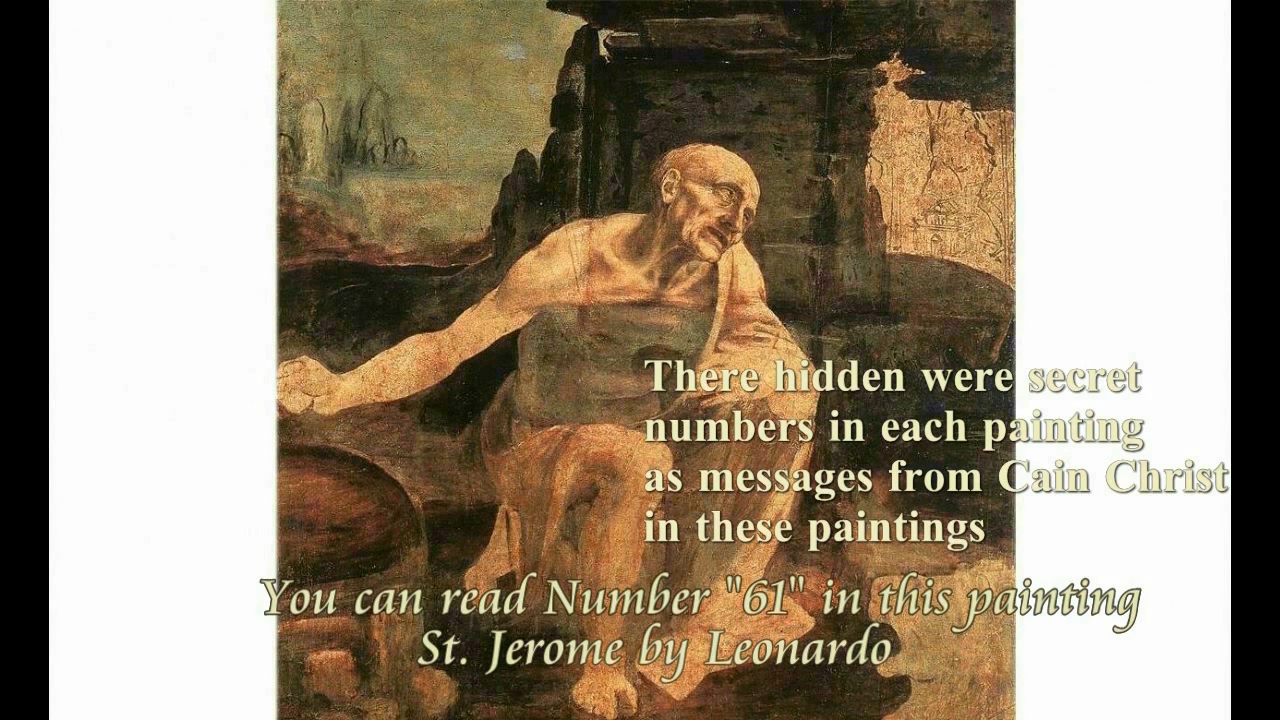 There hidden were secret
numbers in each painting
as messages from Cain Christ
in these paintings
You can read Number "61" in this painting
St. Jerome by Leonardo